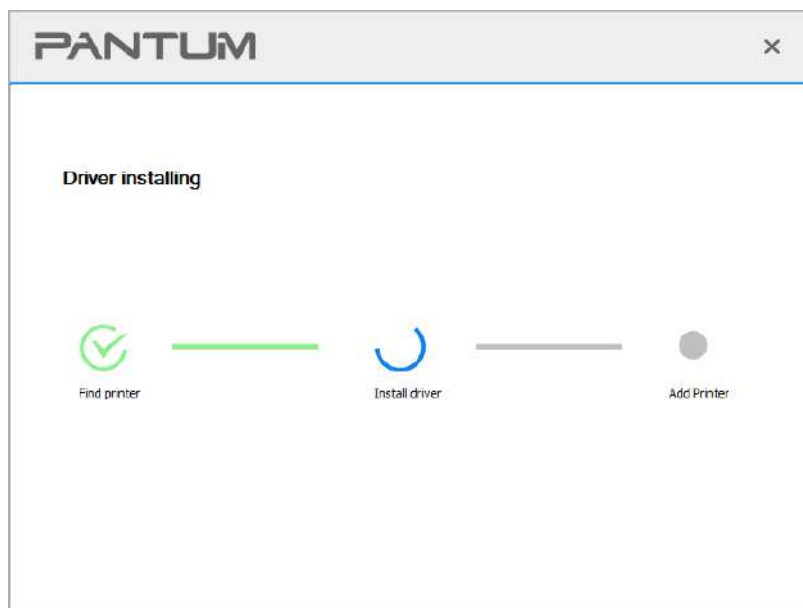 PANTUM
Driver installing
Find printer
Install driver
Add Printer